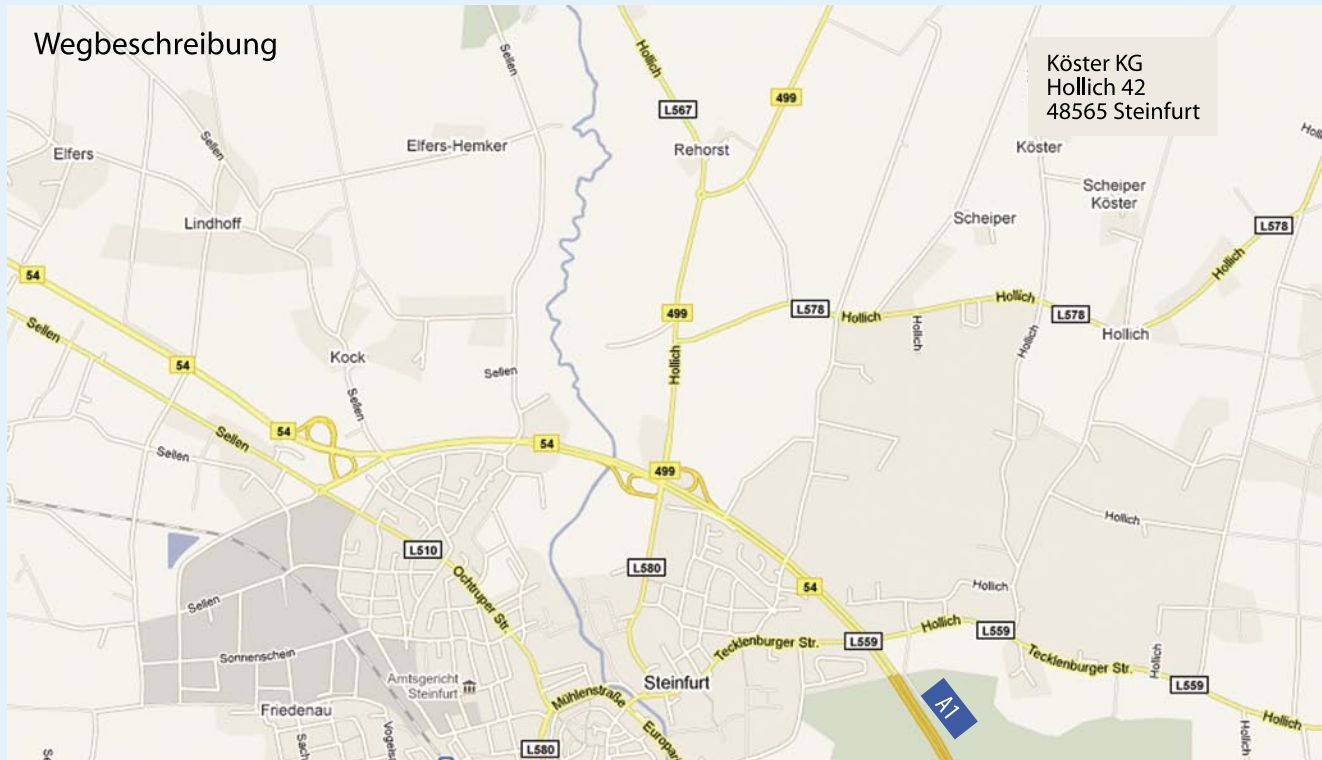 Wegbeschreibung
Köster KG
Hollich 42
48565 Steinfurt
Sellen
Hollich
L567
499
Elfers
Sellen
Elfers-Hemker
Rehorst
Köster
Scheiper
Köster
Lindhoff
Scheiper
L578
Hollich
54
Sellen
499
L578
Hollich
Hollich
Hollich
Hollich
L578
Hollich
54
Kock
Sellen
Hollich
Sellen
54
Sellen
54
499
Sellen
Hollich
L510
L580
Ochtruper Str.
54
Hollich
Sellen
Hollich
L559
L559
Tecklenburger Str.
Tecklenburger Str.
Hollich
L559
Hollich
Hollich
Sonnenschein
Amtsgericht
Steinfurt
Steinfurt
Mühlenstraße
A1
Friedenau
L580